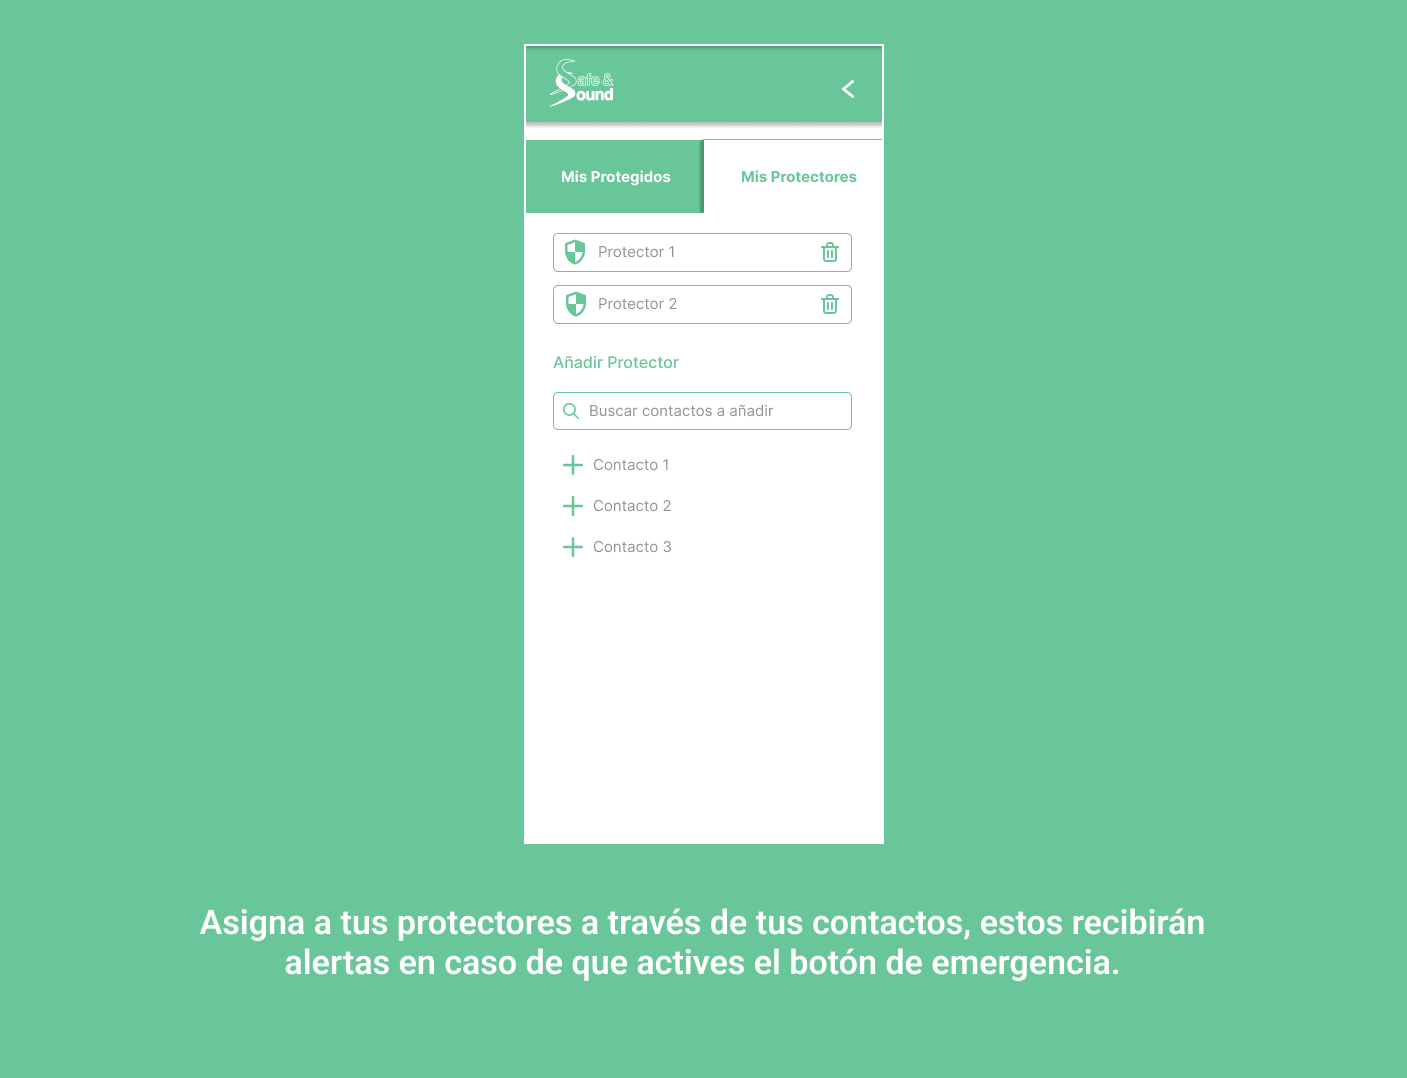 Safe &
Sound
Mis Protegidos
Mis Protectores
Protector 1
Protector 2
Añadir Protector
Buscar contactos a añadir
Contacto 1
Contacto 2
Contacto 3
Asigna a tus protectores a través de tus contactos, estos recibirán
alertas en caso de que actives el botón de emergencia.